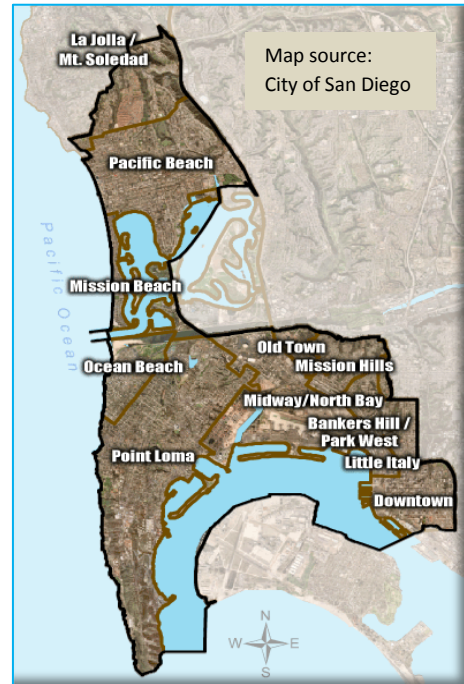 La Jolla /
Mt. Soledad
Map source:
City of San Diego
Pacific Beach
Pacific Ocean
Mission Beach
Old Town
Ocean Beach
Mission Hills
Midway/North Bay
Bankers Hill /
Park West
Point Loma
Little Italy
Downtown
N
W
E
S